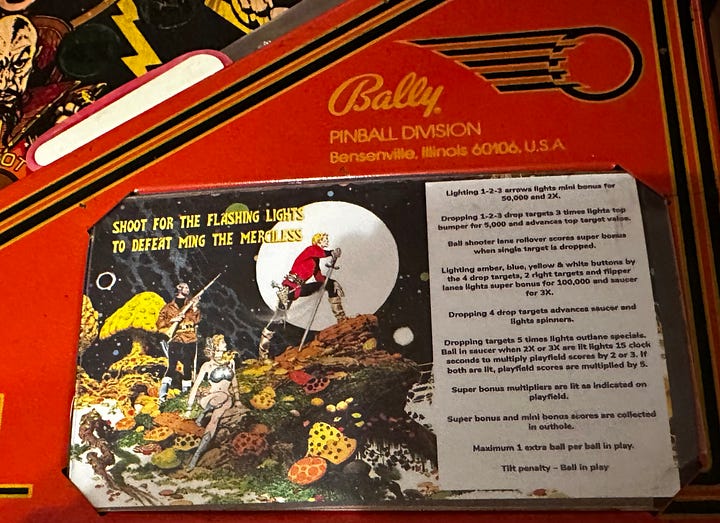 OT
Bally
PINBALL DIVISION
Bensenville, Illinois 60106, U.S.A.
SHOOT FOR THE FLASHING LIGHTS
TO DEFEAT MING THE MERCILESS
Lighting 1-2-3 arrows lights mini bonus for
50,000 and 2X.
Dropping 1-2-3 drop targets 3 times lights top
bumper for 5,000 and advances top target value.
Ball shooter lane rollover scores super bonus
when single target is dropped.
Lighting amber, blue, yellow & white buttons by
the 4 drop targets, 2 right targets and flipper
lanes lights super bonus for 100,000 and saucer
for 3X.
Dropping 4 drop targets advances saucer and
lights spinners.
Dropping targets 5 times lights outlane specials.
Ball in saucer when 2X or 3X are lit lights 15 clock
seconds to multiply playfield scores by 2 or 3. If
both are lit, playfield scores are multiplied by 5.
Super bonus multipliers are lit as indicated on
playfield.
Super bonus and mini bonus scores are collected
in outhole.
Maximum 1 extra ball per ball in play.
Tilt penalty – Ball in play